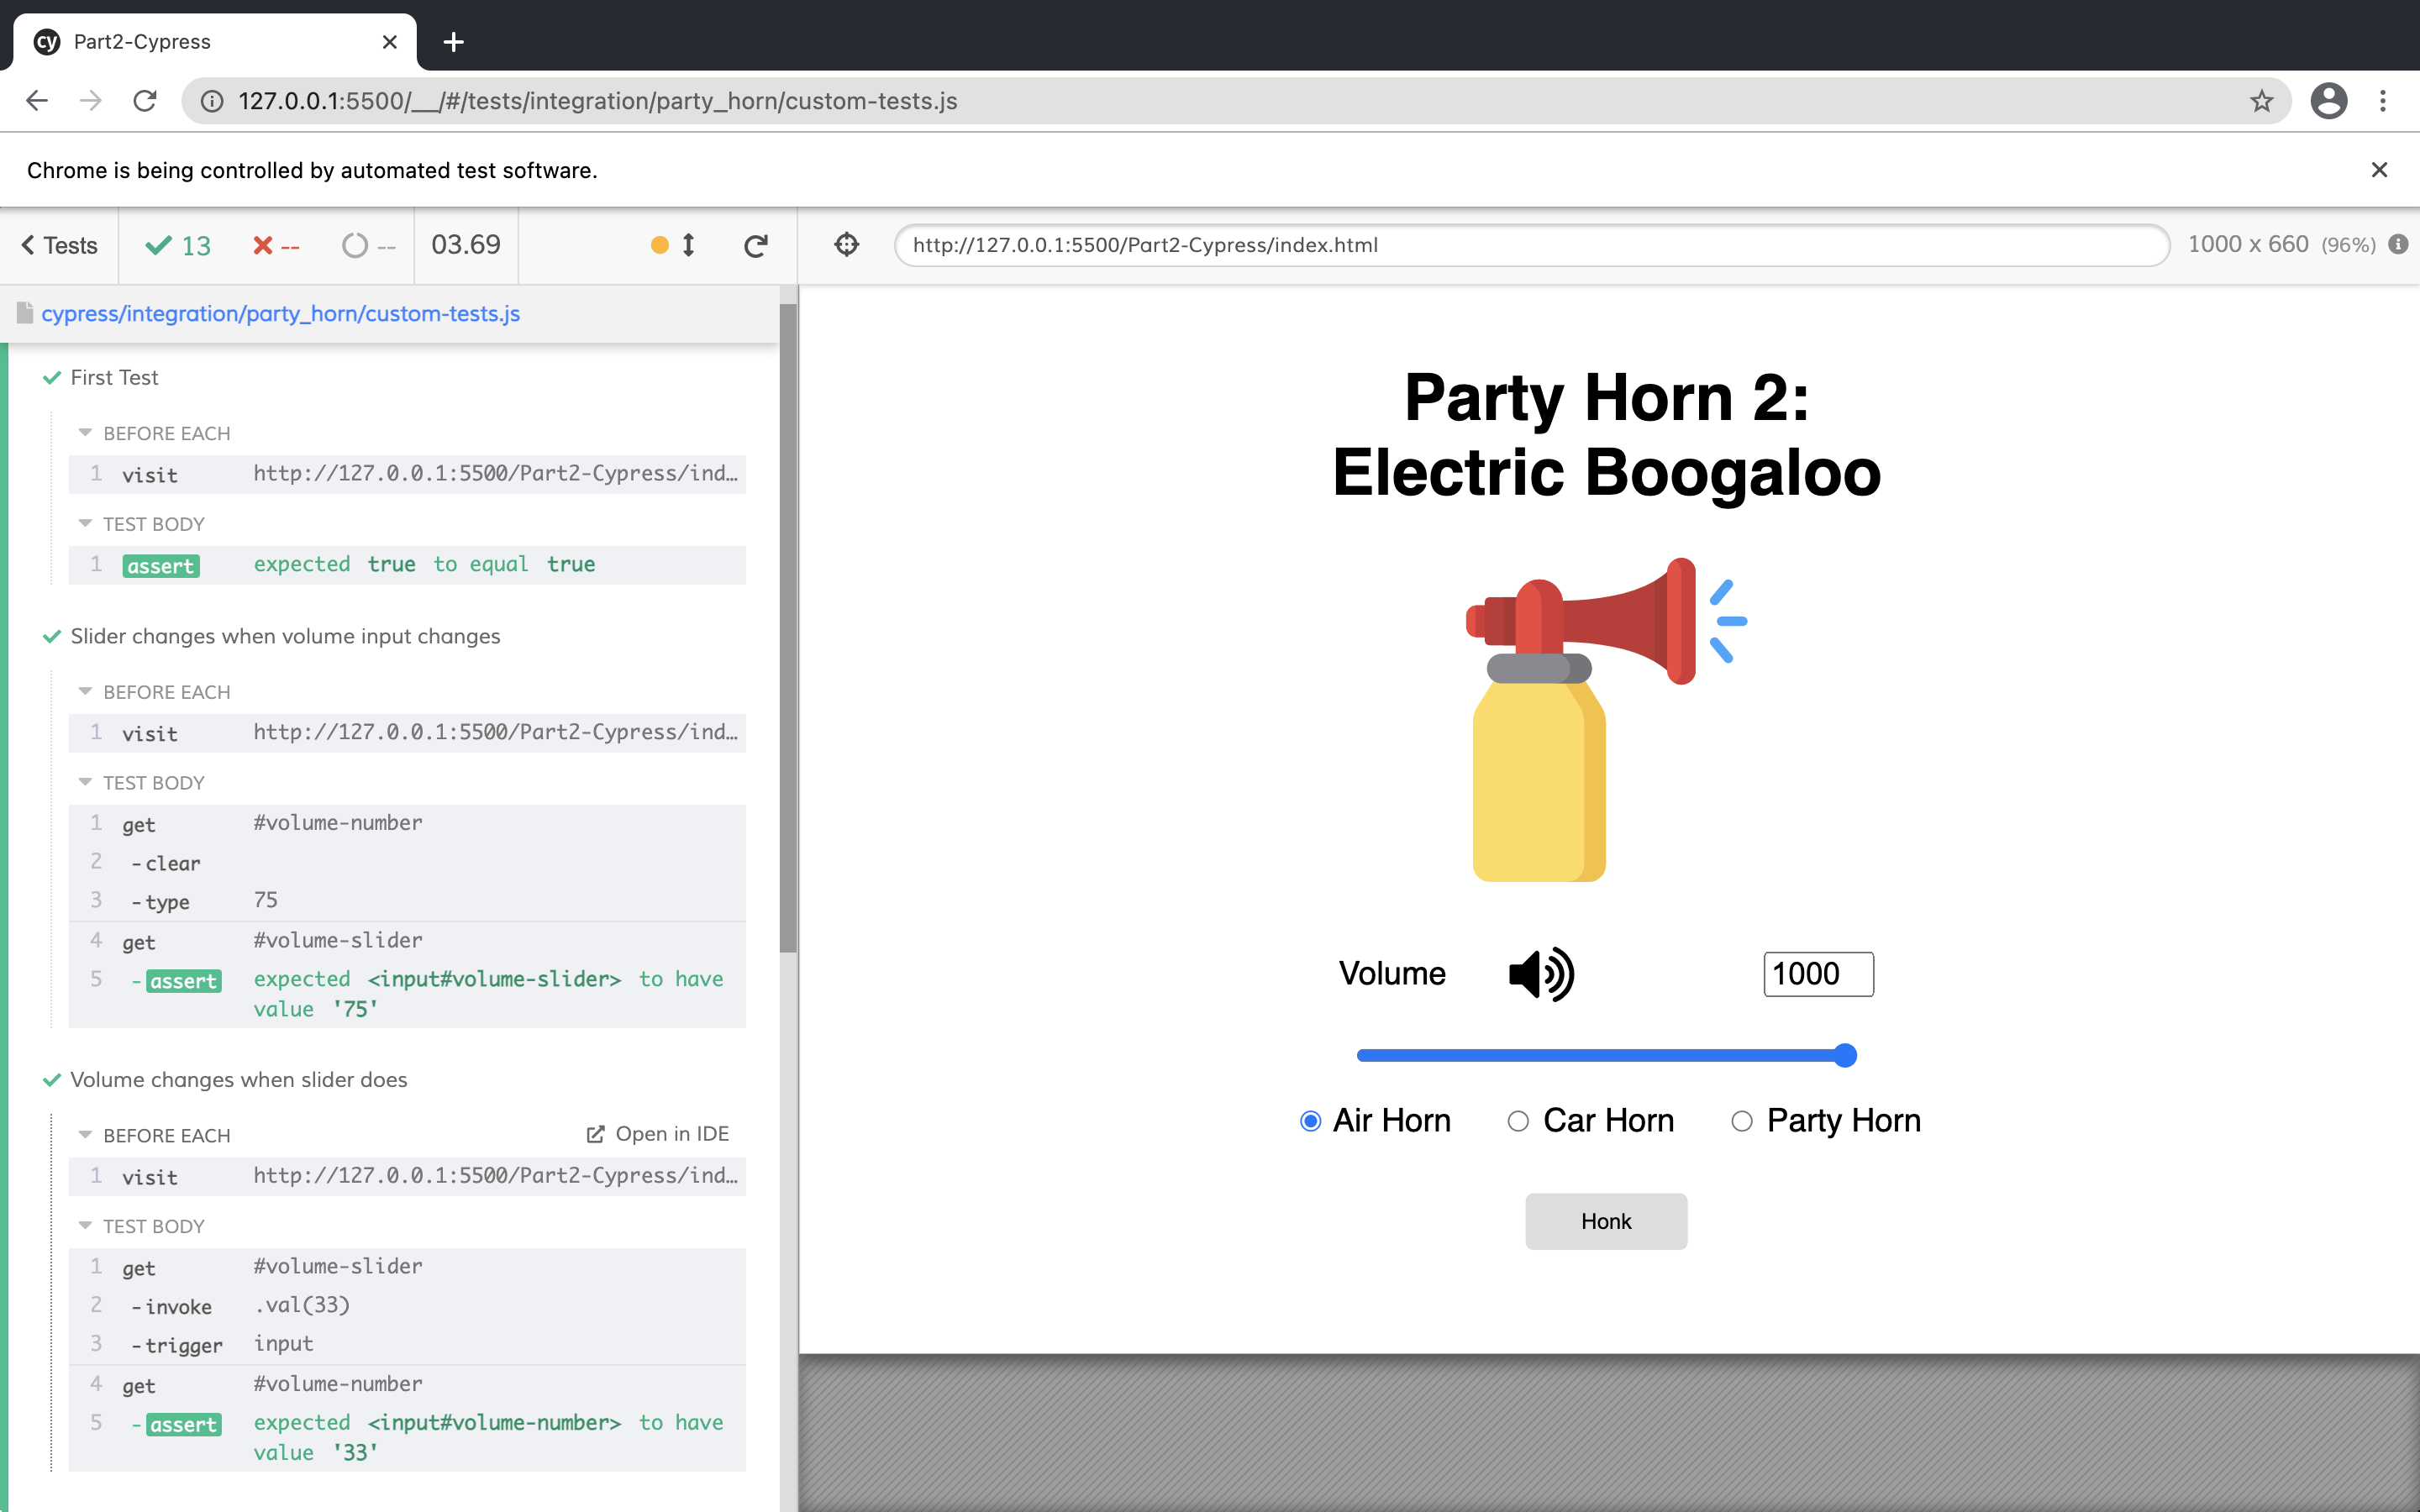 cy Part2-Cypress
127.0.0.1:5500/__/#/tests/integration/party_horn/custom-tests.js
Chrome is being controlled by automated test software.
Tests 13 -- -- 03.69
http://127.0.0.1:5500/Part2-Cypress/index.html 1000 x 660 (96%)
cypress/integration/party_horn/custom-tests.js
First Test
BEFORE EACH
1 visit http://127.0.0.1:5500/Part2-Cypress/ind…
TEST BODY
1 assert expected true to equal true
Slider changes when volume input changes
BEFORE EACH
1 visit http://127.0.0.1:5500/Part2-Cypress/ind…
TEST BODY
1 get #volume-number
2 -clear
3 -type 75
4 get #volume-slider
5 -assert expected <input#volume-slider> to have
value '75'
Volume changes when slider does
BEFORE EACH Open in IDE
1 visit http://127.0.0.1:5500/Part2-Cypress/ind…
TEST BODY
1 get #volume-slider
2 -invoke .val(33)
3 -trigger input
4 get #volume-number
5 -assert expected <input#volume-number> to have
value '33'
Party Horn 2:
Electric Boogaloo
Volume 1000
Air Horn Car Horn Party Horn
Honk